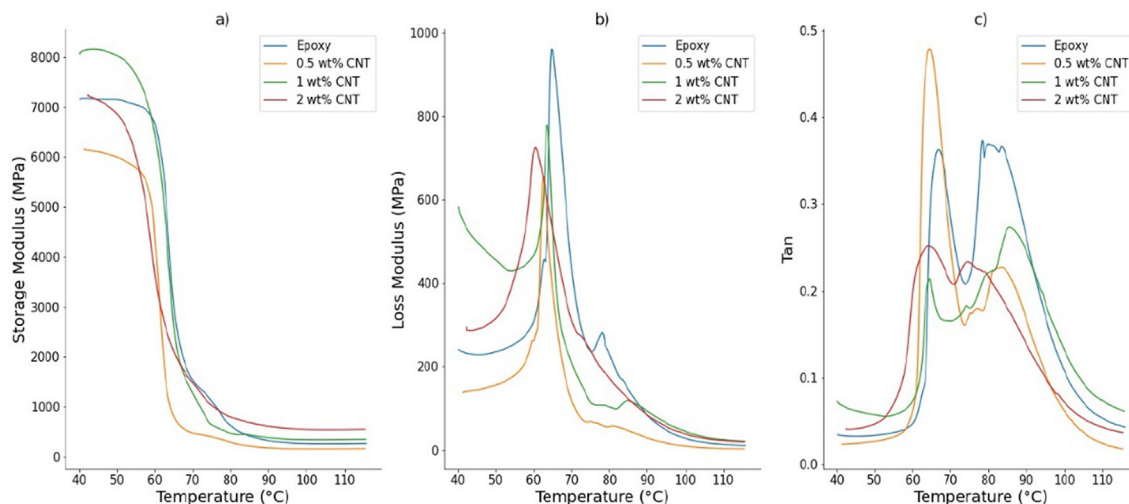 a)
Storage Modulus (MPa)
8000
7000
6000
5000
4000
3000
2000
1000
0
Epoxy
0.5 wt% CNT
1 wt% CNT
2 wt% CNT
40 50 60 70 80 90 100 110
Temperature (°C)
b)
Loss Modulus (MPa)
1000
800
600
400
200
0
Epoxy
0.5 wt% CNT
1 wt% CNT
2 wt% CNT
40 50 60 70 80 90 100 110
Temperature (°C)
c)
Tan
0.5
0.4
0.3
0.2
0.1
0.0
Epoxy
0.5 wt% CNT
1 wt% CNT
2 wt% CNT
40 50 60 70 80 90 100 110
Temperature (°C)